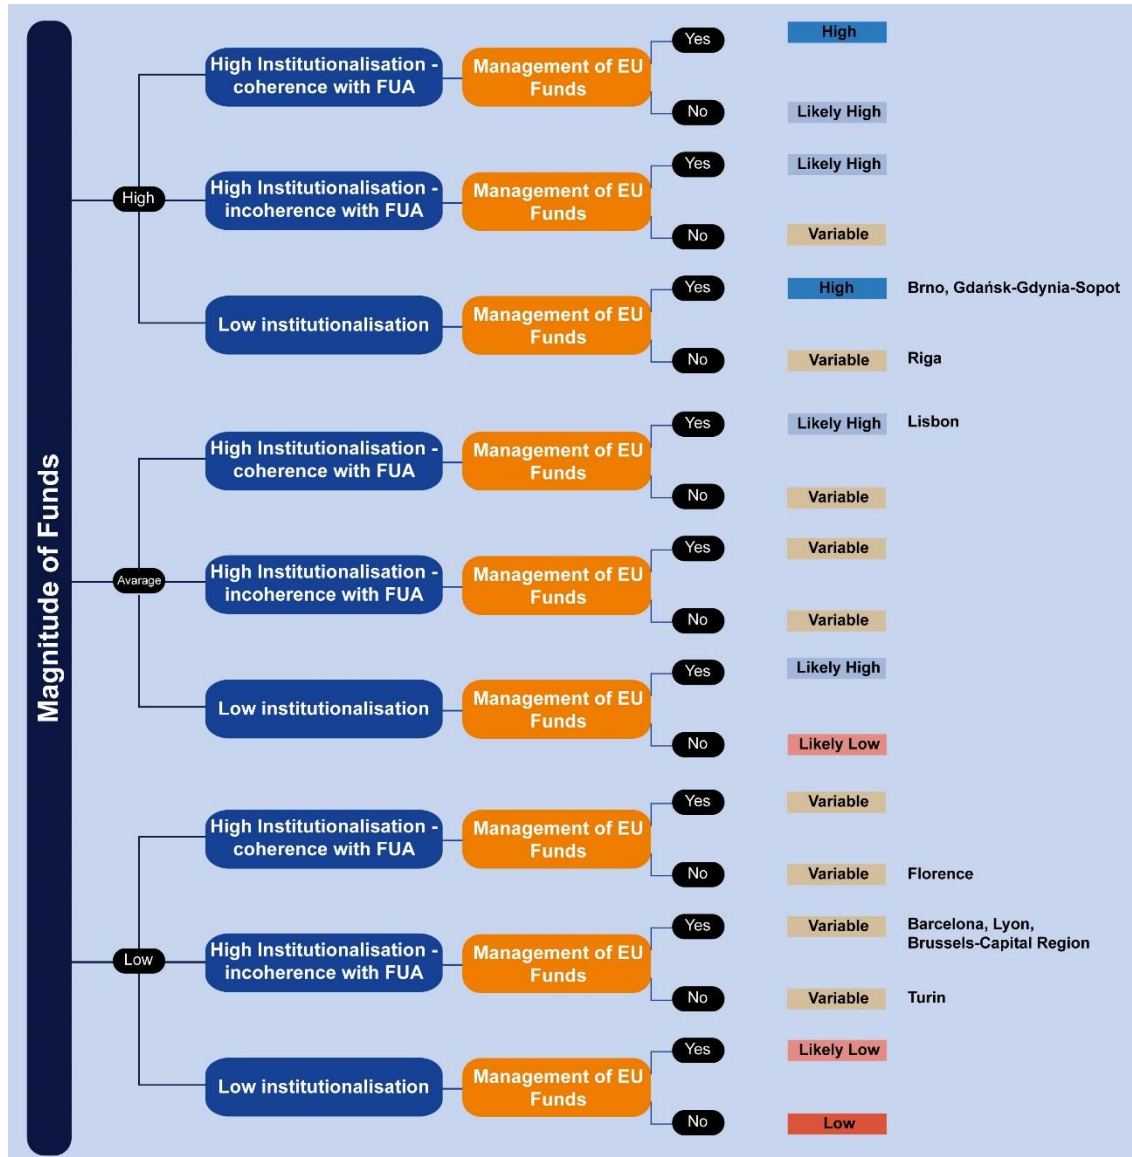 Magnitude of Funds
High
High Institutionalisation -
coherence with FUA
Management of EU
Funds
Yes
High
No
Likely High
High Institutionalisation -
incoherence with FUA
Management of EU
Funds
Yes
Likely High
No
Variable
Low institutionalisation
Management of EU
Funds
Yes
High
Brno, Gdańsk-Gdynia-Sopot
No
Variable
Riga
Avarage
High Institutionalisation -
coherence with FUA
Management of EU
Funds
Yes
Likely High
Lisbon
No
Variable
High Institutionalisation -
incoherence with FUA
Management of EU
Funds
Yes
Variable
No
Variable
Low institutionalisation
Management of EU
Funds
Yes
Likely High
No
Likely Low
Low
High Institutionalisation -
coherence with FUA
Management of EU
Funds
Yes
Variable
No
Variable
Florence
High Institutionalisation -
incoherence with FUA
Management of EU
Funds
Yes
Variable
Barcelona, Lyon,
Brussels-Capital Region
No
Variable
Turin
Low institutionalisation
Management of EU
Funds
Yes
Likely Low
No
Low